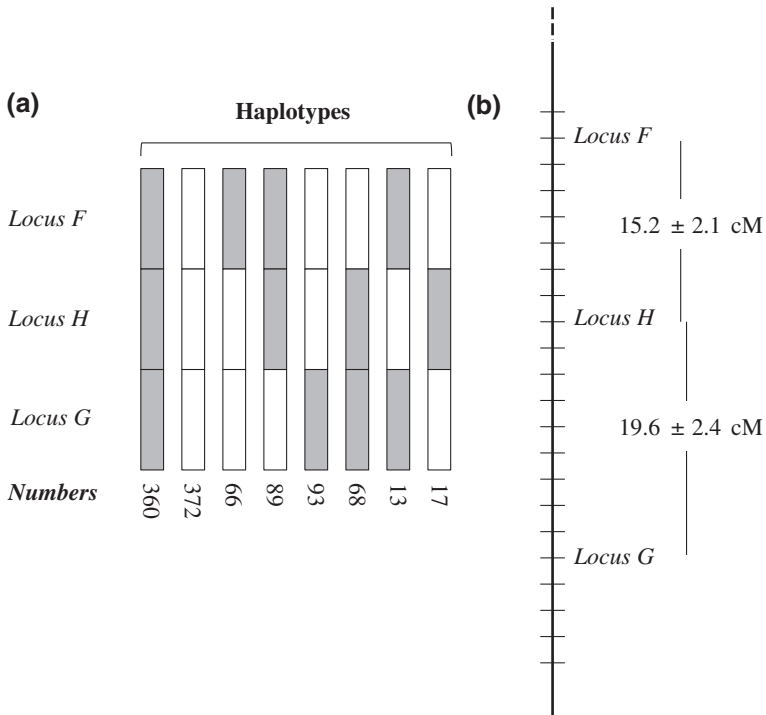 (a)
Haplotypes
Locus F
Locus H
Locus G
Numbers
360
372
66
89
93
68
13
17
(b)
Locus F
15.2 ± 2.1 cM
Locus H
19.6 ± 2.4 cM
Locus G